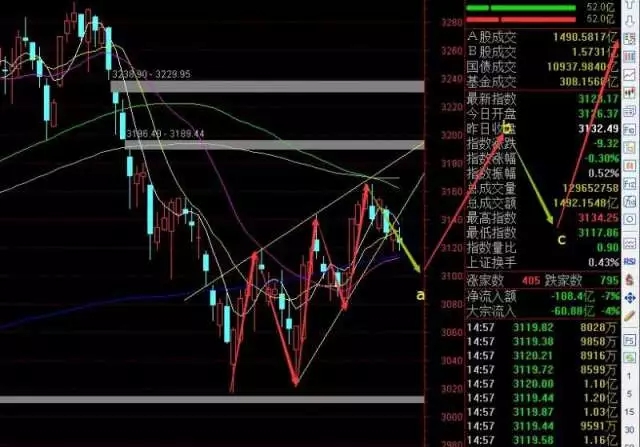 52.0亿
52.0亿
3280
3260
3240
3220
3200
3180
3160
3140
3120
3100
3080
3060
3040
3020
3000
3238.90 - 3229.95
3196.49 - 3189.44
a
b
c
A股成交 1490.5817亿
B股成交 1.5731亿
国债成交 10937.9840亿
基金成交 308.1566亿
最新指数 3123.17
今日开盘 3126.37
昨日收盘 3132.49
指数涨跌 -9.32
指数涨幅 -0.30%
指数振幅 0.52%
总成交量 129652758
总成交额 1492.1548亿
最高指数 3134.25
最低指数 3117.86
指数量比 0.90
上证换手 0.43%
涨家数 405 跌家数 795
净流入额 -108.4亿 -7%
大宗流入 -60.88亿 -4%
14:57 3119.82 8028万
14:57 3119.38 9858万
14:57 3120.21 8916万
14:57 3119.72 8599万
14:57 3120.08 1.10亿
14:57 3119.44 1.20亿
14:57 3119.87 1.03亿
14:57 3119.44 9591万
14:57 3119.58 1.16亿
F10
RSI
F5
1
5
15
30